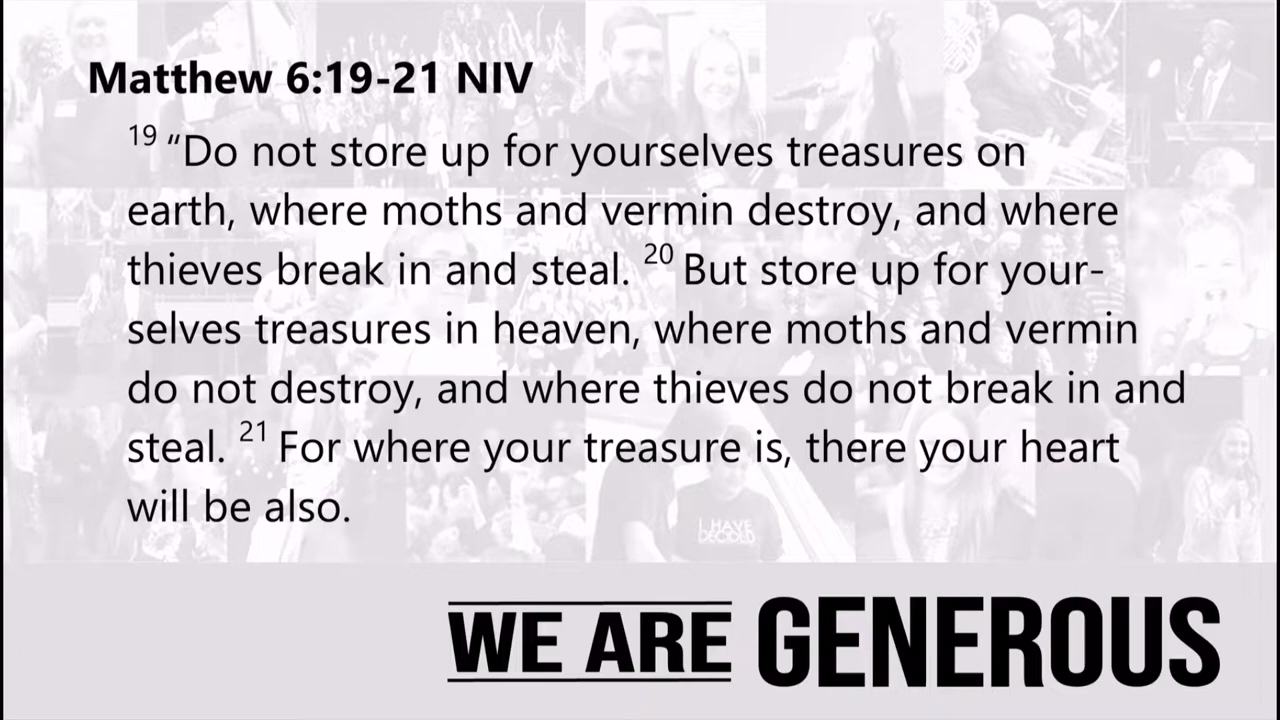 Matthew 6:19-21 NIV
19 “Do not store up for yourselves treasures on
earth, where moths and vermin destroy, and where
thieves break in and steal. 20 But store up for your-
selves treasures in heaven, where moths and vermin
do not destroy, and where thieves do not break in and
steal. 21 For where your treasure is, there your heart
will be also.
I HAVE
DECIDED
WE ARE GENEROUS